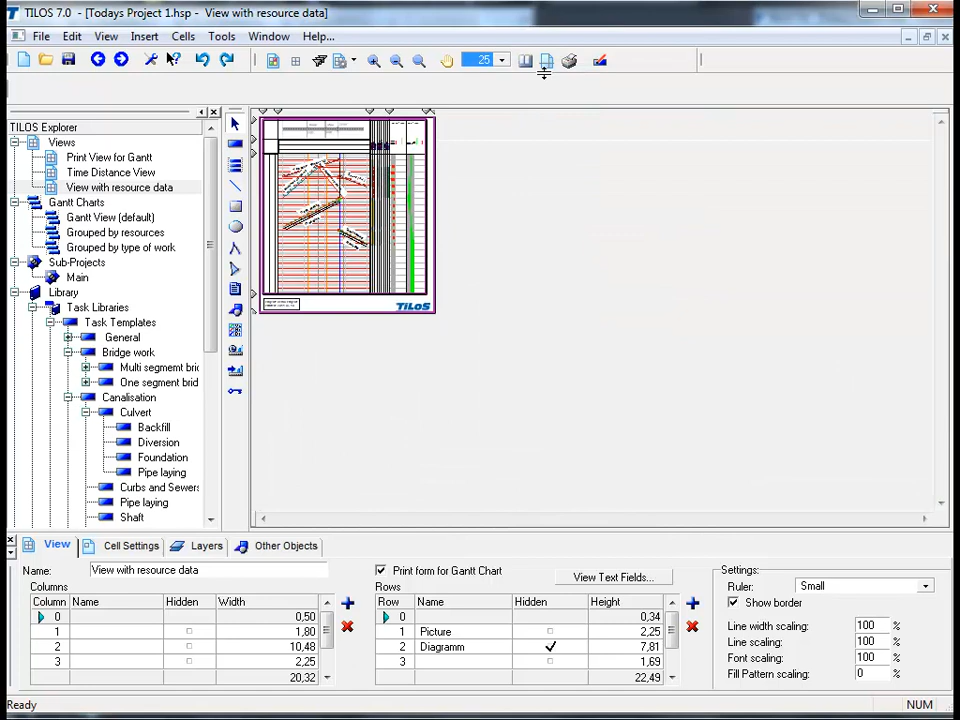 TILOS 7.0 - [Todays Project 1.hsp - View with resource data]
File Edit View Insert Cells Tools Window Help...
25
TILOS Explorer
Views
Print View for Gantt
Time Distance View
View with resource data
Gantt Charts
Gantt View (default)
Grouped by resources
Grouped by type of work
Sub-Projects
Main
Library
Task Libraries
Task Templates
General
Bridge work
Multi segmemt brid
One segment brid
Canalisation
Culvert
Backfill
Diversion
Foundation
Pipe laying
Curbs and Sewers
Pipe laying
Shaft
TILOS
View Cell Settings Layers Other Objects
Name: View with resource data
Print form for Gantt Chart View Text Fields...
Columns
Column Name Hidden Width
0 0,50
1 1,80
2 10,48
3 2,25
20,32
Rows
Row Name Hidden Height
0 0,34
1 Picture 2,25
2 Diagramm 7,81
3 1,69
22,49
Settings:
Ruler: Small
Show border
Line width scaling: 100 %
Line scaling: 100 %
Font scaling: 100 %
Fill Pattern scaling: 0 %
Ready NUM